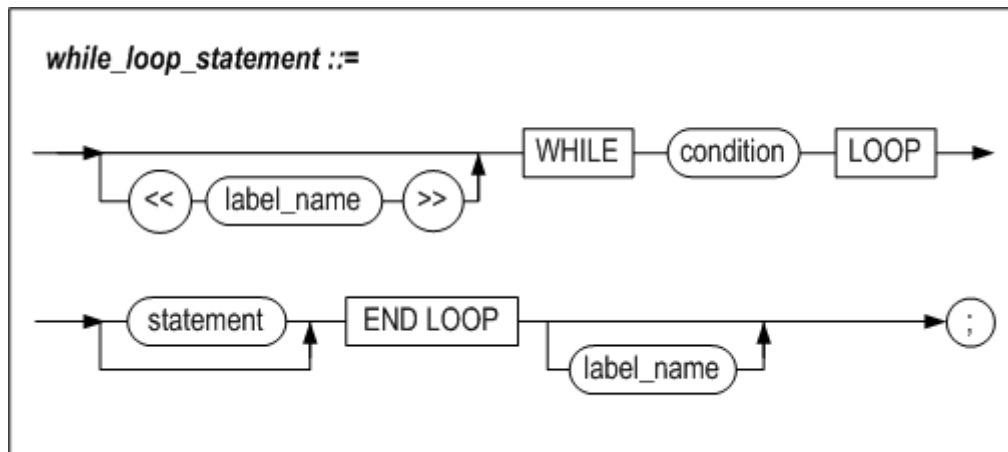 while_loop_statement ::=
WHILE condition LOOP
<< label_name >>
statement END LOOP ;
label_name